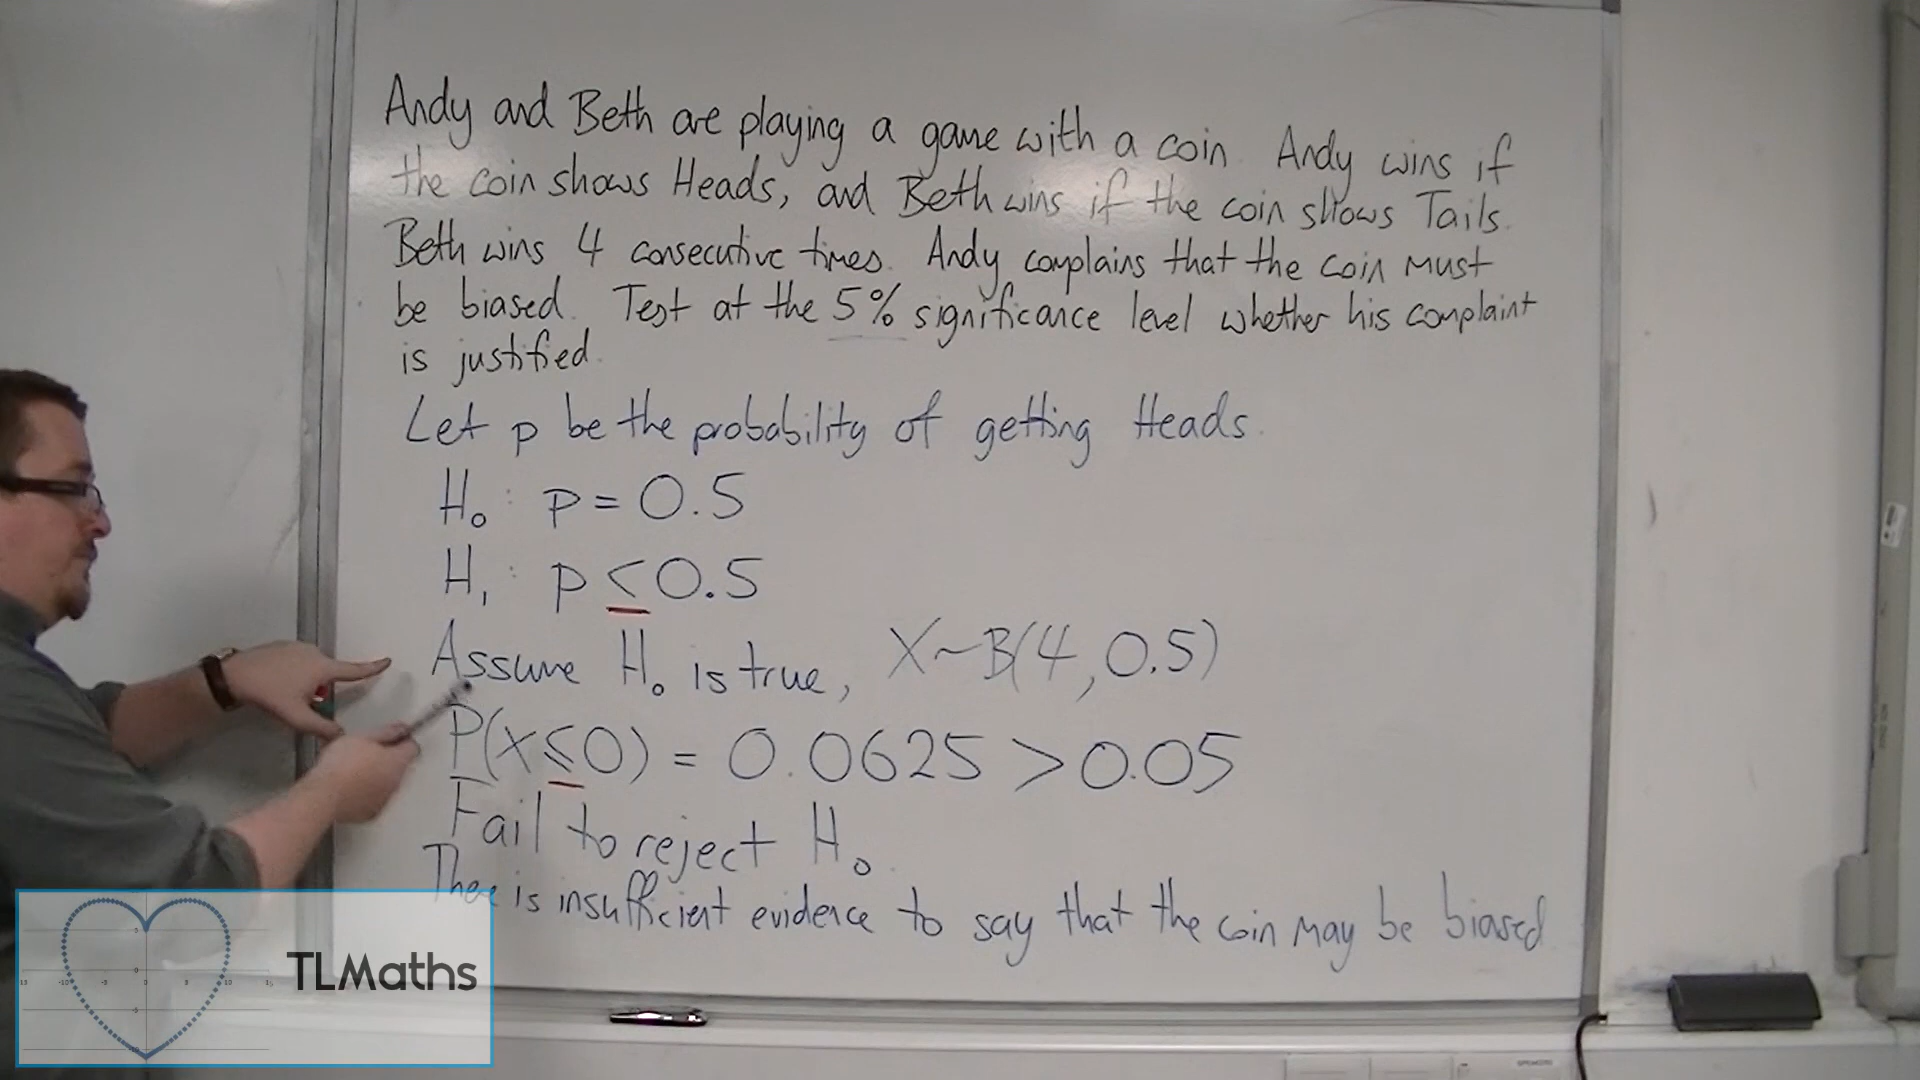 Andy and Beth are playing a game with a coin. Andy wins if
the coin shows Heads, and Beth wins if the coin shows Tails.
Beth wins 4 consecutive times. Andy complains that the coin must
be biased. Test at the 5% significance level whether his complaint
is justified.
Let p be the probability of getting Heads.
H₀: p = 0.5
H₁: p < 0.5
Assume H₀ is true, X~B(4, 0.5)
P(X≤0) = 0.0625 > 0.05
Fail to reject H₀.
There is insufficient evidence to say that the coin may be biased
TLMaths